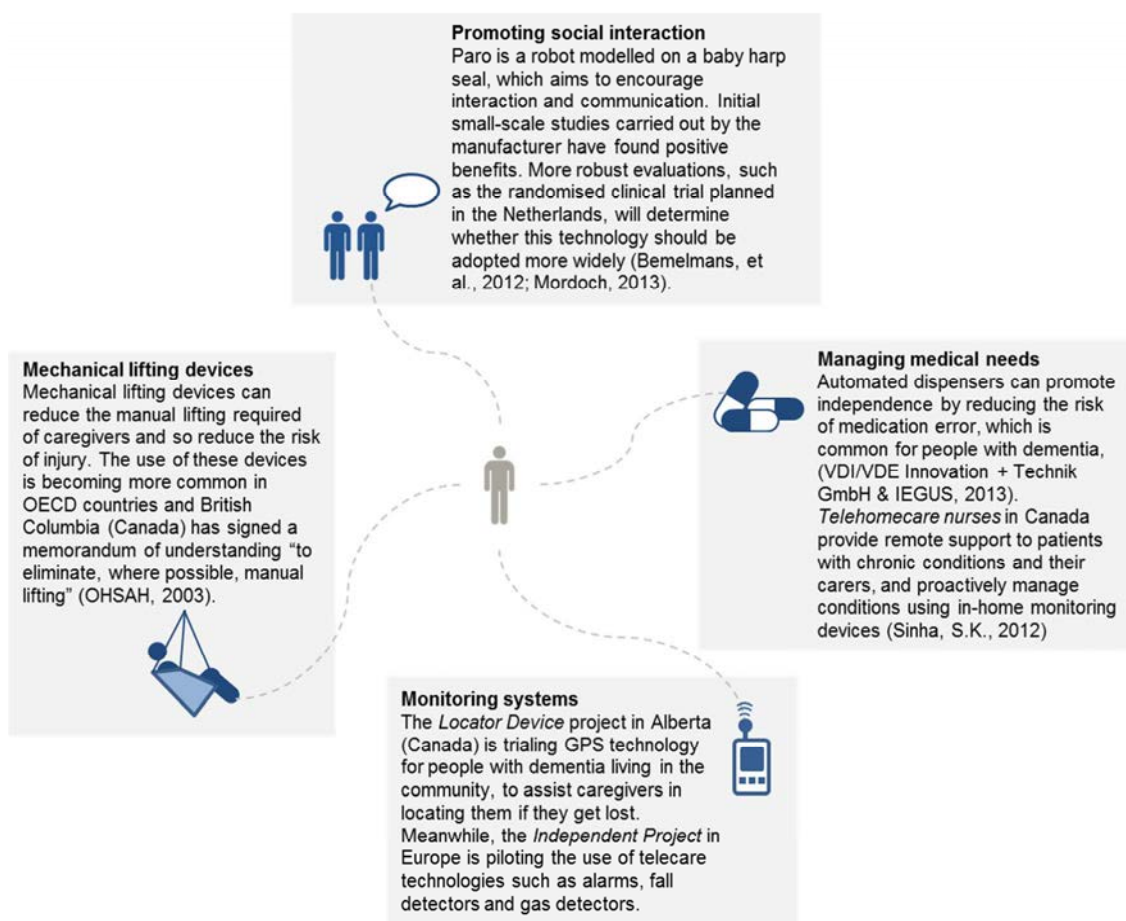 Promoting social interaction
Paro is a robot modelled on a baby harp
seal, which aims to encourage
interaction and communication. Initial
small-scale studies carried out by the
manufacturer have found positive
benefits. More robust evaluations, such
as the randomised clinical trial planned
in the Netherlands, will determine
whether this technology should be
adopted more widely (Bemelmans, et
al., 2012; Mordoch, 2013).
Mechanical lifting devices
Mechanical lifting devices can
reduce the manual lifting required
of caregivers and so reduce the risk
of injury. The use of these devices
is becoming more common in
OECD countries and British
Columbia (Canada) has signed a
memorandum of understanding “to
eliminate, where possible, manual
lifting” (OHSAH, 2003).
Managing medical needs
Automated dispensers can promote
independence by reducing the risk
of medication error, which is
common for people with dementia,
(VDI/VDE Innovation + Technik
GmbH & IEGUS, 2013).
Telehomecare nurses in Canada
provide remote support to patients
with chronic conditions and their
carers, and proactively manage
conditions using in-home monitoring
devices (Sinha, S.K., 2012)
Monitoring systems
The Locator Device project in Alberta
(Canada) is trialing GPS technology
for people with dementia living in the
community, to assist caregivers in
locating them if they get lost.
Meanwhile, the Independent Project in
Europe is piloting the use of telecare
technologies such as alarms, fall
detectors and gas detectors.